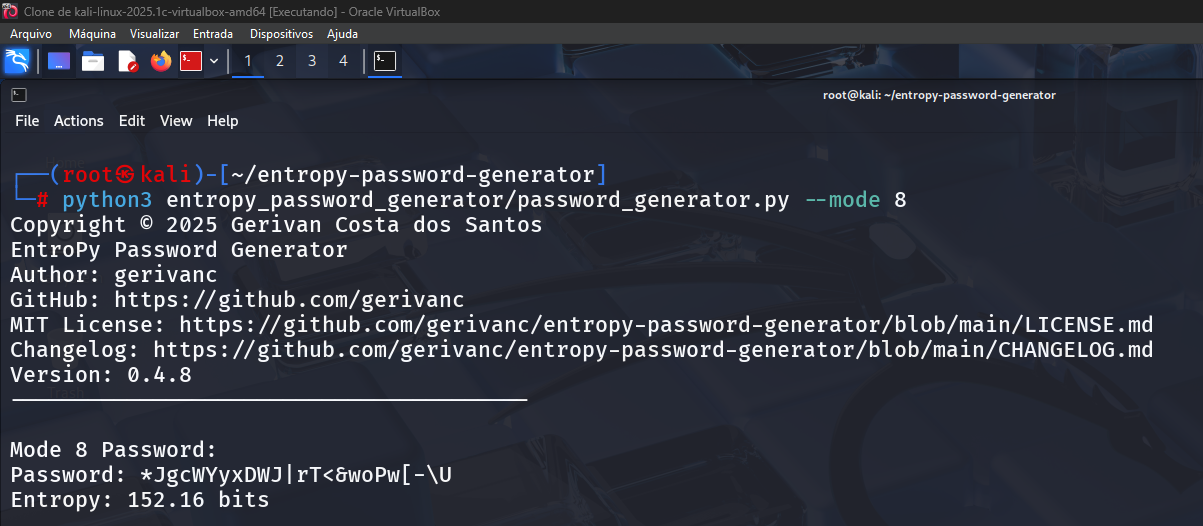 Clone de kali-linux-2025.1c-virtualbox-amd64 [Executando] - Oracle VirtualBox
Arquivo Máquina Visualizar Entrada Dispositivos Ajuda
1 2 3 4
root@kali: ~/entropy-password-generator
File Actions Edit View Help
┌──(root㉿kali)-[~/entropy-password-generator]
└─# python3 entropy_password_generator/password_generator.py --mode 8
Copyright © 2025 Gerivan Costa dos Santos
EntroPy Password Generator
Author: gerivanc
GitHub: https://github.com/gerivanc
MIT License: https://github.com/gerivanc/entropy-password-generator/blob/main/LICENSE.md
Changelog: https://github.com/gerivanc/entropy-password-generator/blob/main/CHANGELOG.md
Version: 0.4.8
----------------------------------------
Mode 8 Password:
Password: *JgcWYyxDWJ|rT<&woPw[-\U
Entropy: 152.16 bits